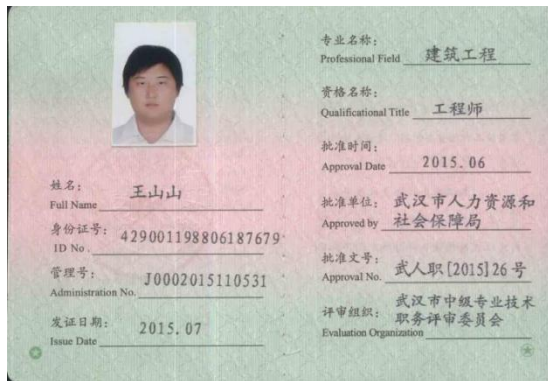 姓名：
Full Name 王山山
身份证号：
ID No. 429001198806187679
管理号：
Administration No. J0002015110531
发证日期：
Issue Date 2015.07
专业名称：
Professional Field 建筑工程
资格名称：
Qualificational Title 工程师
批准时间：
Approval Date 2015.06
批准单位：
Approved by 武汉市人力资源和
社会保障局
批准文号：
Approval No. 武人职[2015]26号
评审组织：
Evaluation Organization 武汉市中级专业技术
职务评审委员会